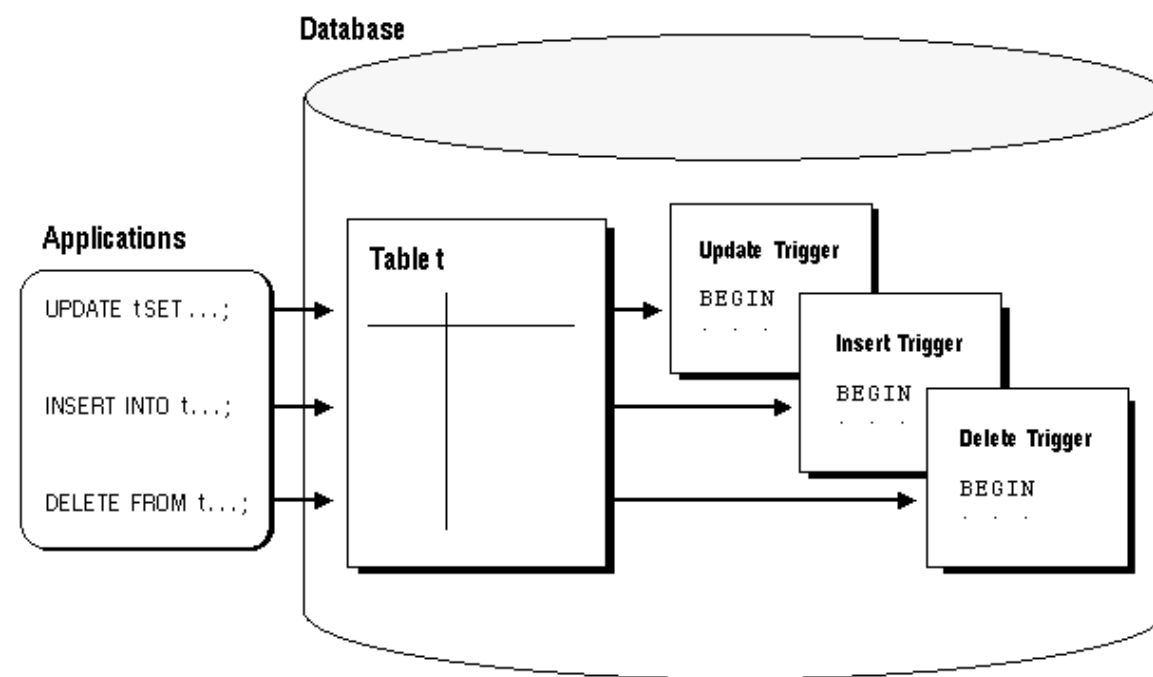 Database
Applications
UPDATE tSET...;
INSERT INTO t...;
DELETE FROM t...;
Table t
Update Trigger
BEGIN
. . .
Insert Trigger
BEGIN
. . .
Delete Trigger
BEGIN
. . .